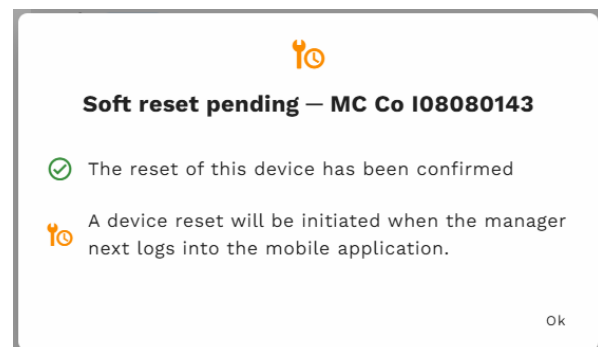 Soft reset pending — MC Co I08080143
The reset of this device has been confirmed
A device reset will be initiated when the manager
next logs into the mobile application.
Ok